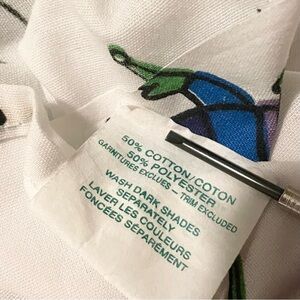 50% COTTON/COTON
50% POLYESTER
GARNITURES EXCLUES – TRIM EXCLUDED
WASH DARK SHADES
SEPARATELY
LAVER LES COULEURS
FONCÉES SÉPARÉMENT